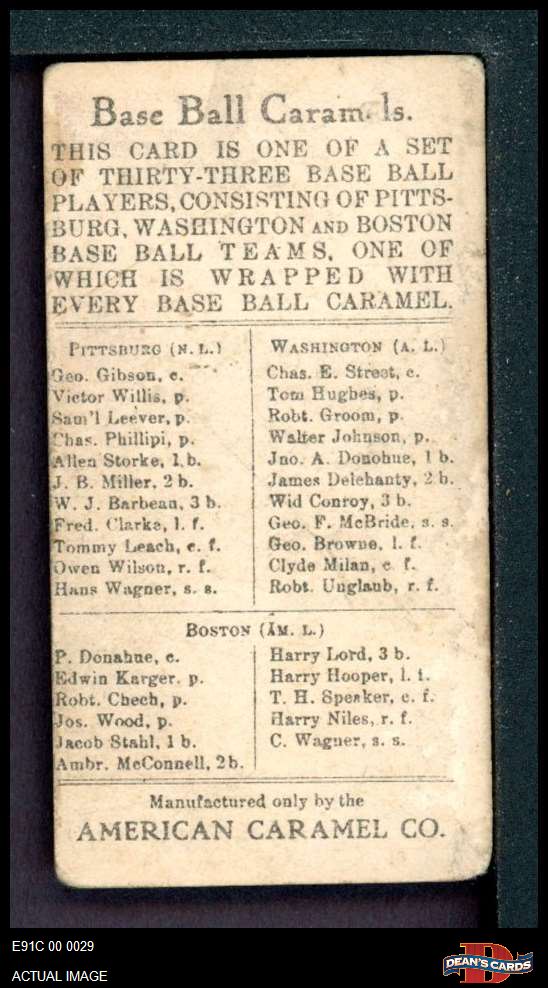 Base Ball Caramels.
THIS CARD IS ONE OF A SET
OF THIRTY-THREE BASE BALL
PLAYERS, CONSISTING OF PITTS-
BURG, WASHINGTON AND BOSTON
BASE BALL TEAMS, ONE OF
WHICH IS WRAPPED WITH
EVERY BASE BALL CARAMEL.
PITTSBURG (N. L.)
Geo. Gibson, c.
Victor Willis, p.
Sam'l Leever, p.
Chas. Phillipi, p.
Allen Storke, 1 b.
J. B. Miller, 2 b.
W. J. Barbeau, 3 b.
Fred. Clarke, l. f.
Tommy Leach, c. f.
Owen Wilson, r. f.
Hans Wagner, s. s.
WASHINGTON (A. L.)
Chas. E. Street, c.
Tom Hughes, p.
Robt. Groom, p.
Walter Johnson, p.
Jno. A. Donohue, 1 b.
James Delehanty, 2 b.
Wid Conroy, 3 b.
Geo. F. McBride, s. s.
Geo. Browne, l. f.
Clyde Milan, c. f.
Robt. Unglaub, r. f.
BOSTON (AM. L.)
P. Donahue, c.
Edwin Karger, p.
Robt. Chech, p.
Jos. Wood, p.
Jacob Stahl, 1 b.
Ambr. McConnell, 2 b.
Harry Lord, 3 b.
Harry Hooper, l. f.
T. H. Speaker, c. f.
Harry Niles, r. f.
C. Wagner, s. s.
Manufactured only by the
AMERICAN CARAMEL CO.
E91C 00 0029
ACTUAL IMAGE
D
DEAN'S CARDS